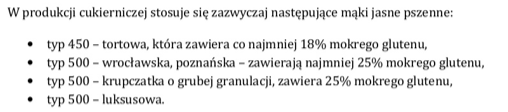 W produkcji cukierniczej stosuje się zazwyczaj następujące mąki jasne pszenne:
• typ 450 – tortowa, która zawiera co najmniej 18% mokrego glutenu,
• typ 500 – wrocławska, poznańska – zawierają najmniej 25% mokrego glutenu,
• typ 500 – krupczatka o grubej granulacji, zawiera 25% mokrego glutenu,
• typ 500 – luksusowa.